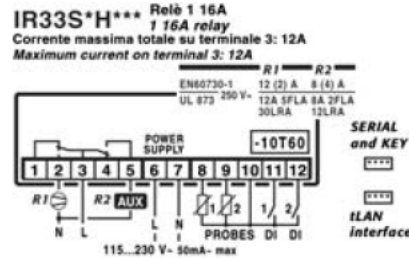 IR33S*H*** Relè 1 16A
1 16A relay
Corrente massima totale su terminale 3: 12A
Maximum current on terminal 3: 12A
R1 R2
EN60730-1 250 V~ 12 (2) A 8 (4) A
UL 873 12A 5FLA 8A 2FLA
30LRA 12LRA
POWER
SUPPLY
-10T60
SERIAL
and KEY
1 2 3 4 5 6 7 8 9 10 11 12
R1 R2 AUX 1 2 1 2
N L L N PROBES DI DI
tLAN
interface
115...230 V~ 50mA~ max